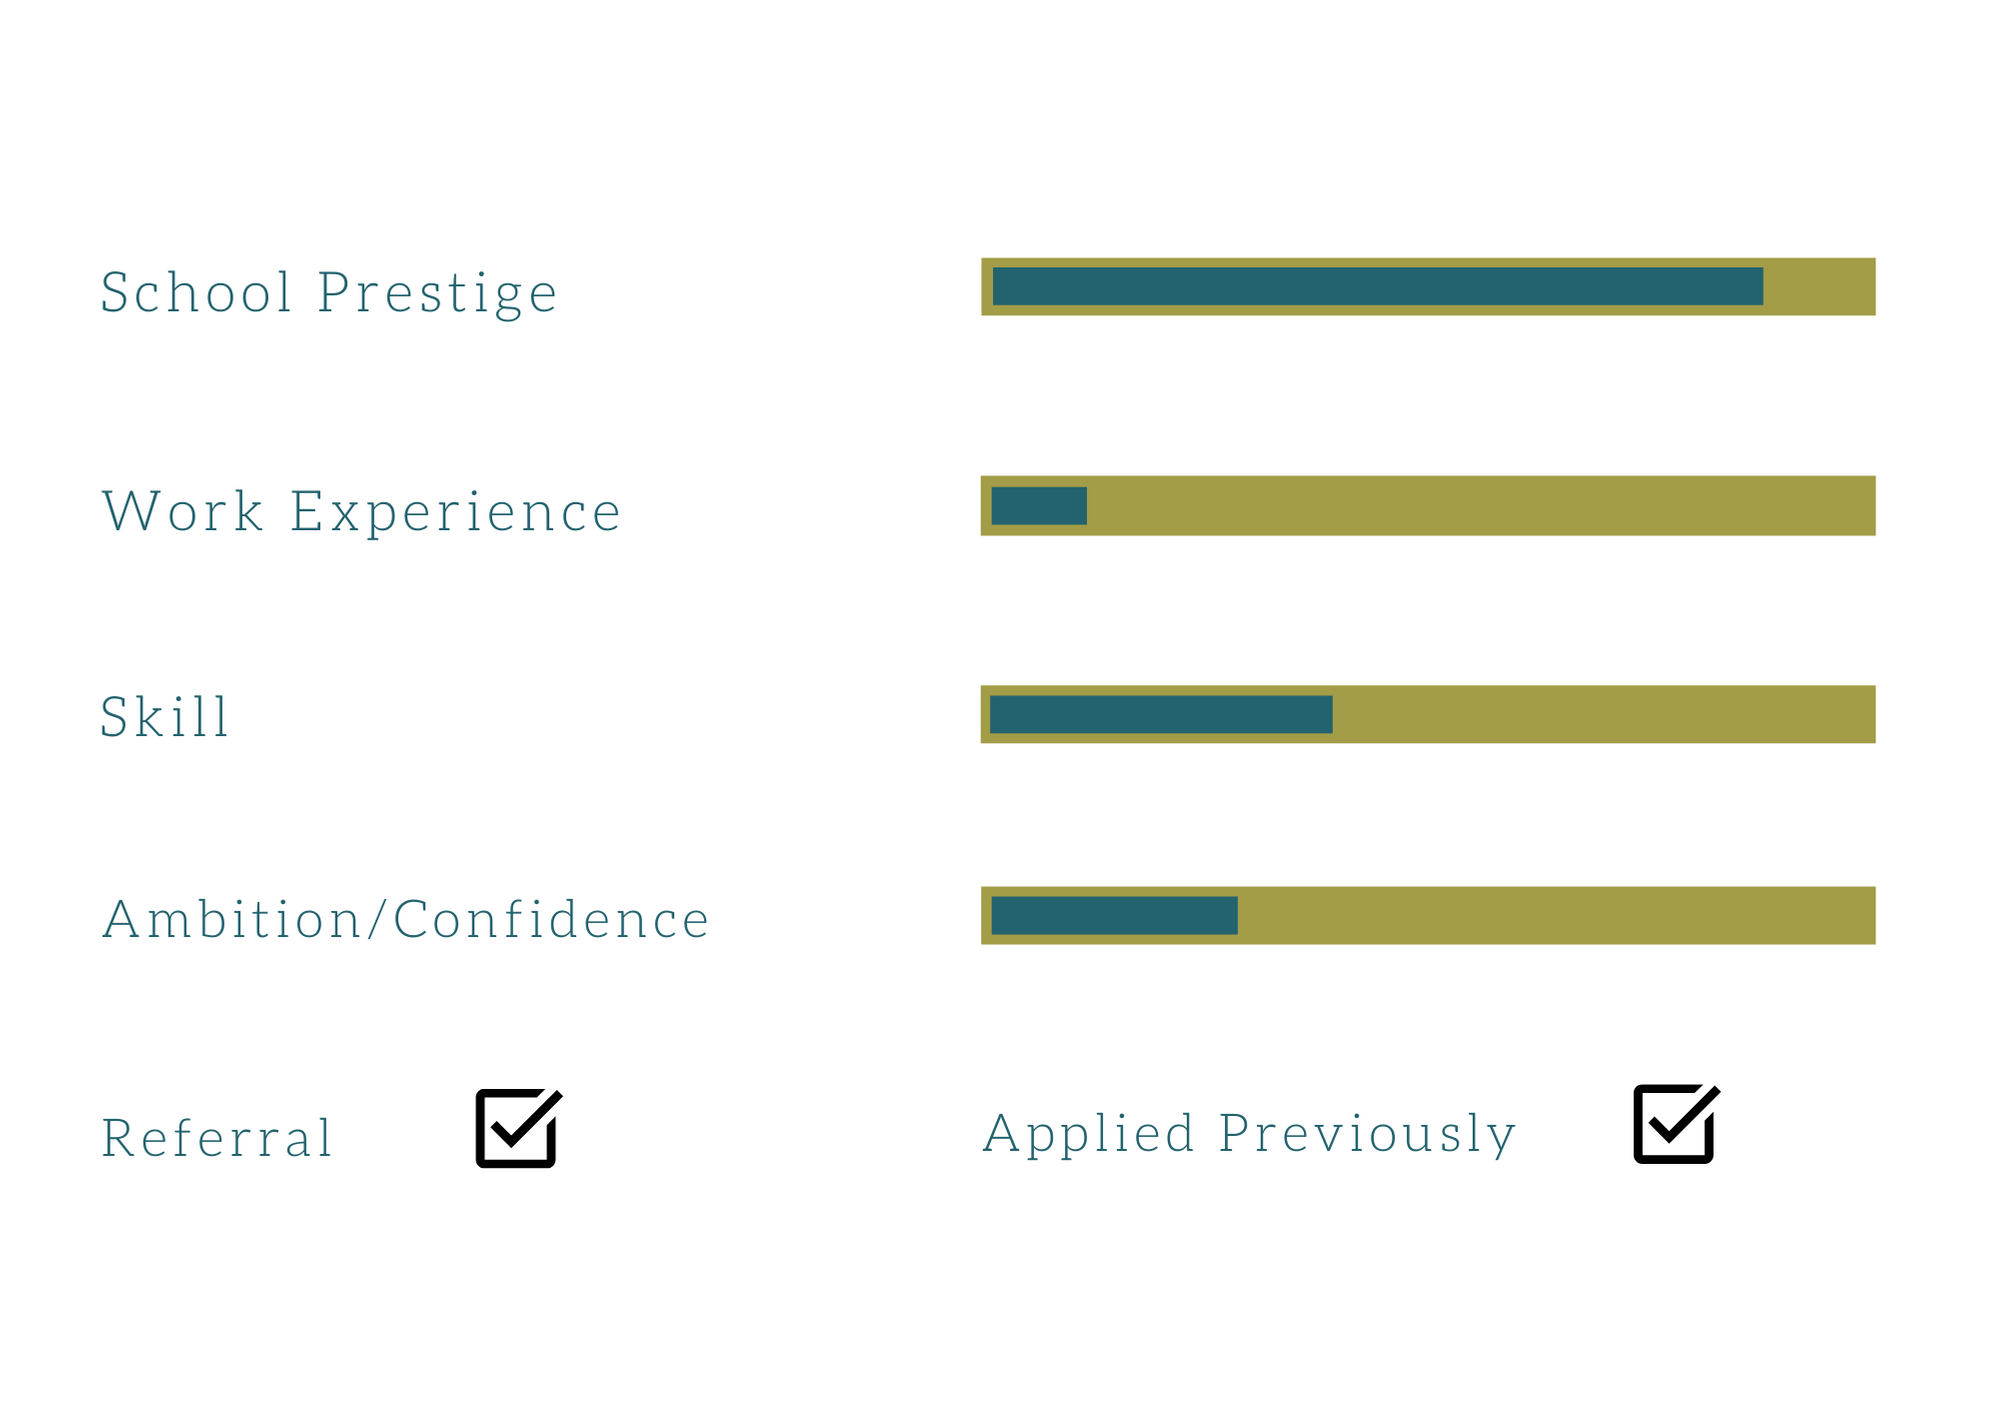 School Prestige
Work Experience
Skill
Ambition/Confidence
Referral
Applied Previously